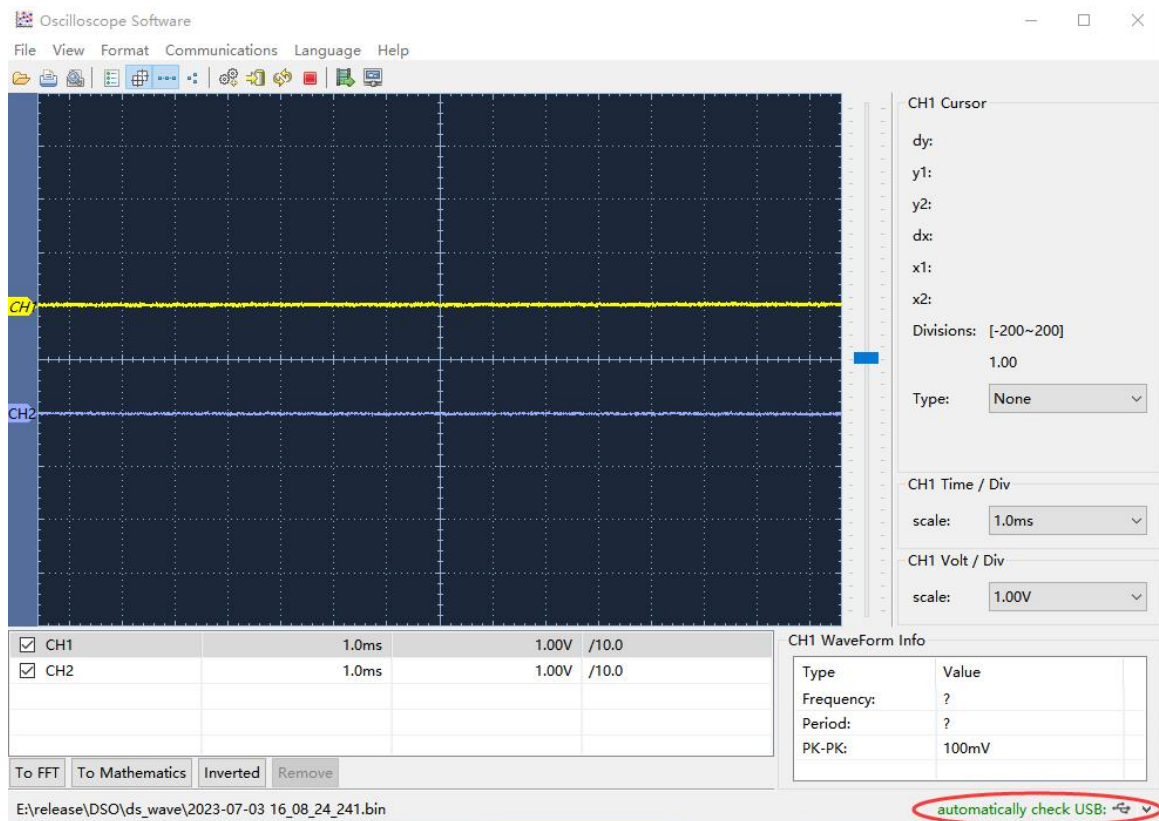 Oscilloscope Software
File View Format Communications Language Help
CH1 Cursor
dy:
y1:
y2:
dx:
x1:
x2:
Divisions: [-200~200]
1.00
Type: None
CH1
CH2
CH1 Time / Div
scale: 1.0ms
CH1 Volt / Div
scale: 1.00V
CH1 1.0ms 1.00V /10.0
CH2 1.0ms 1.00V /10.0
CH1 WaveForm Info
Type Value
Frequency: ?
Period: ?
PK-PK: 100mV
To FFT To Mathematics Inverted Remove
E:\release\DSO\ds_wave\2023-07-03 16_08_24_241.bin
automatically check USB: